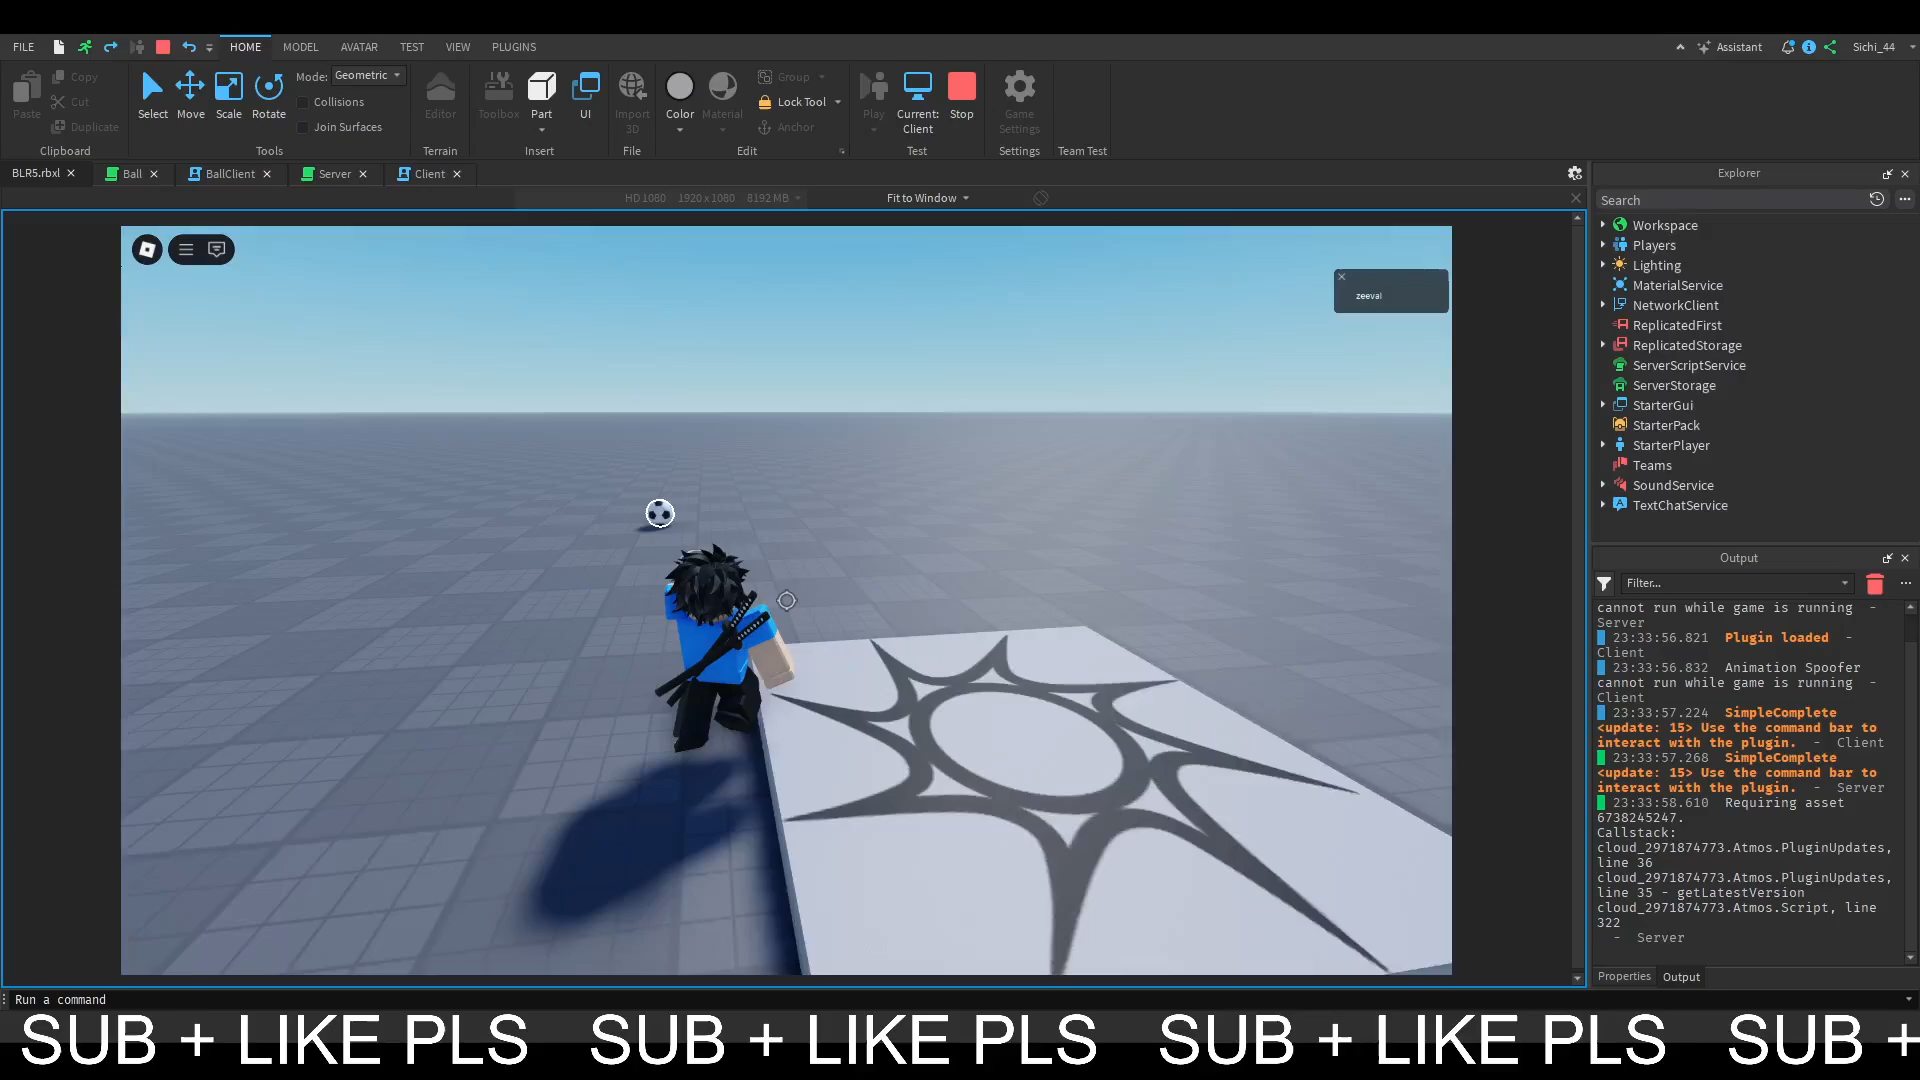 FILE HOME MODEL AVATAR TEST VIEW PLUGINS Assistant Sichi_44
Paste Copy Cut Duplicate Clipboard
Select Move Scale Rotate Mode: Geometric Collisions Join Surfaces Tools
Editor Terrain
Toolbox Part UI Insert
Import 3D File
Color Material Group Lock Tool Anchor Edit
Play Current: Client Stop Test
Game Settings Settings
Team Test
BLR5.rbxl Ball BallClient Server Client
HD 1080 1920 x 1080 8192 MB Fit to Window
zeeval
Explorer
Search
Workspace
Players
Lighting
MaterialService
NetworkClient
ReplicatedFirst
ReplicatedStorage
ServerScriptService
ServerStorage
StarterGui
StarterPack
StarterPlayer
Teams
SoundService
TextChatService
Output
Filter...
cannot run while game is running -
Server
23:33:56.821 Plugin loaded -
Client
23:33:56.832 Animation Spoofer
cannot run while game is running -
Client
23:33:57.224 SimpleComplete
<update: 15> Use the command bar to
interact with the plugin. - Client
23:33:57.268 SimpleComplete
<update: 15> Use the command bar to
interact with the plugin. - Server
23:33:58.610 Requiring asset
6738245247.
Callstack:
cloud_2971874773.Atmos.PluginUpdates,
line 36
cloud_2971874773.Atmos.PluginUpdates,
line 35 - getLatestVersion
cloud_2971874773.Atmos.Script, line
322
- Server
Properties Output
Run a command
SUB + LIKE PLS SUB + LIKE PLS SUB + LIKE PLS SUB +